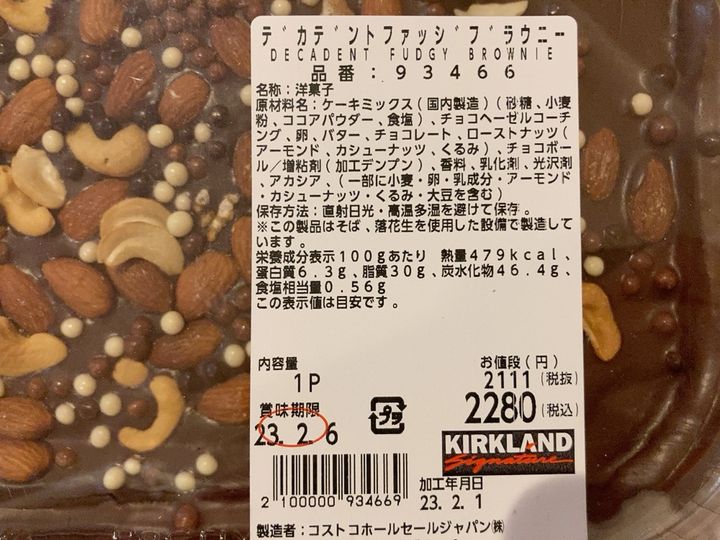 デカデントファッジブラウニー
DECADENT FUDGY BROWNIE
品番:93466
名称:洋菓子
原材料名:ケーキミックス(国内製造)(砂糖、小麦
粉、ココアパウダー、食塩)、チョコヘーゼルコーチ
ング、卵、バター、チョコレート、ローストナッツ(
アーモンド、カシューナッツ、くるみ)、チョコボー
ル/増粘剤(加工デンプン)、香料、乳化剤、光沢剤
、アカシア、(一部に小麦・卵・乳成分・アーモンド
・カシューナッツ・くるみ・大豆を含む)
保存方法:直射日光・高温多湿を避けて保存。
※この製品はそば、落花生を使用した設備で製造して
います。
栄養成分表示100gあたり 熱量479kcal、
蛋白質6.3g、脂質30g、炭水化物46.4g、
食塩相当量0.56g
この表示値は目安です。
内容量
1P
お値段(円)
2111(税抜)
2280(税込)
賞味期限
23.2.6
プラ
KIRKLAND
Signature
2 100000 934669
加工年月日
23.2.1
製造者:コストコホールセールジャパン㈱